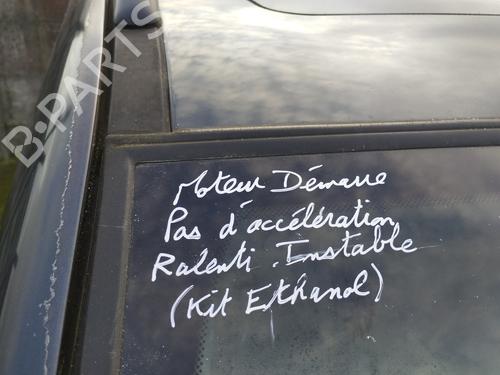 B-PARTS
Moteur Démarre
Pas d'accélération
Ralenti Instable
(Kit Ethanol)